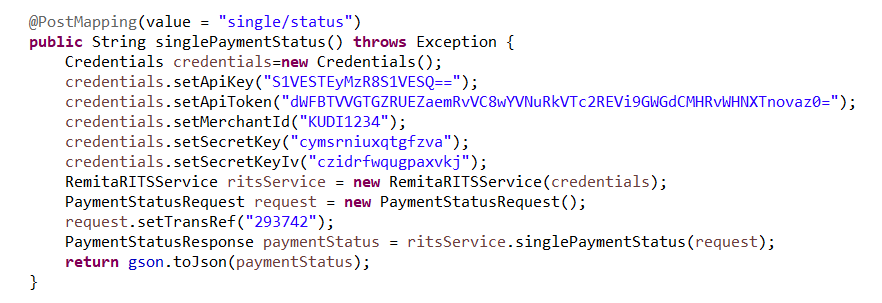 @PostMapping(value = "single/status")
public String singlePaymentStatus() throws Exception {
Credentials credentials=new Credentials();
credentials.setApiKey("S1VESTEyMzR8S1VESQ==");
credentials.setApiToken("dWFBTVVGTGZRUEZaemRvVC8wYVNuRkVTc2REVi9GWGdCMHRvWHNXTnovaz0=");
credentials.setMerchantId("KUDI1234");
credentials.setSecretKey("cymsrniuxqtgfzva");
credentials.setSecretKeyIv("czidrfwqugpaxvkj");
RemitaRITSService ritsService = new RemitaRITSService(credentials);
PaymentStatusRequest request = new PaymentStatusRequest();
request.setTransRef("293742");
PaymentStatusResponse paymentStatus = ritsService.singlePaymentStatus(request);
return gson.toJson(paymentStatus);
}